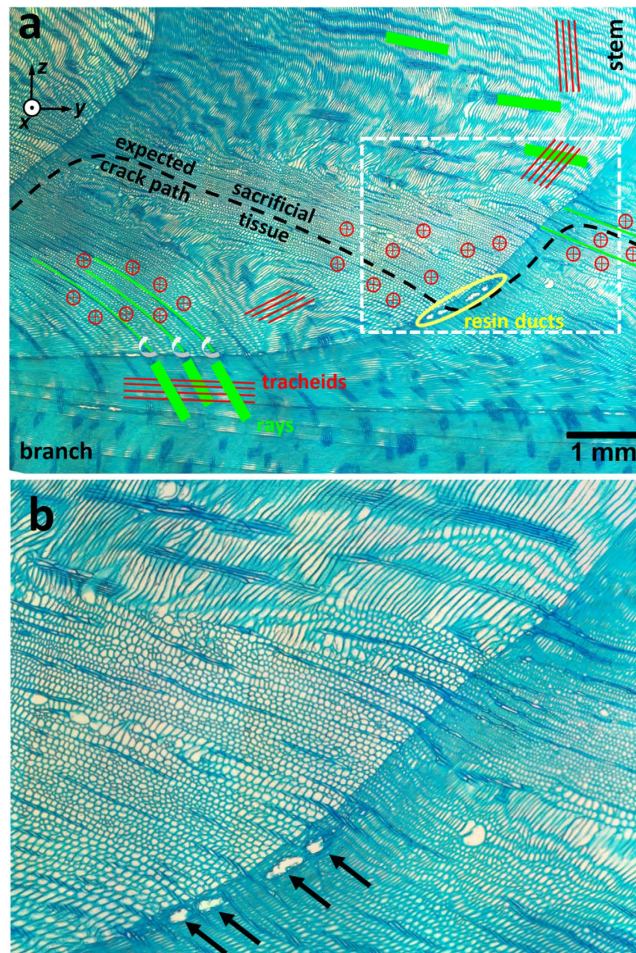 a
stem
z
x
y
expected
crack path
sacrificial
tissue
resin ducts
tracheids
rays
branch
1 mm
b